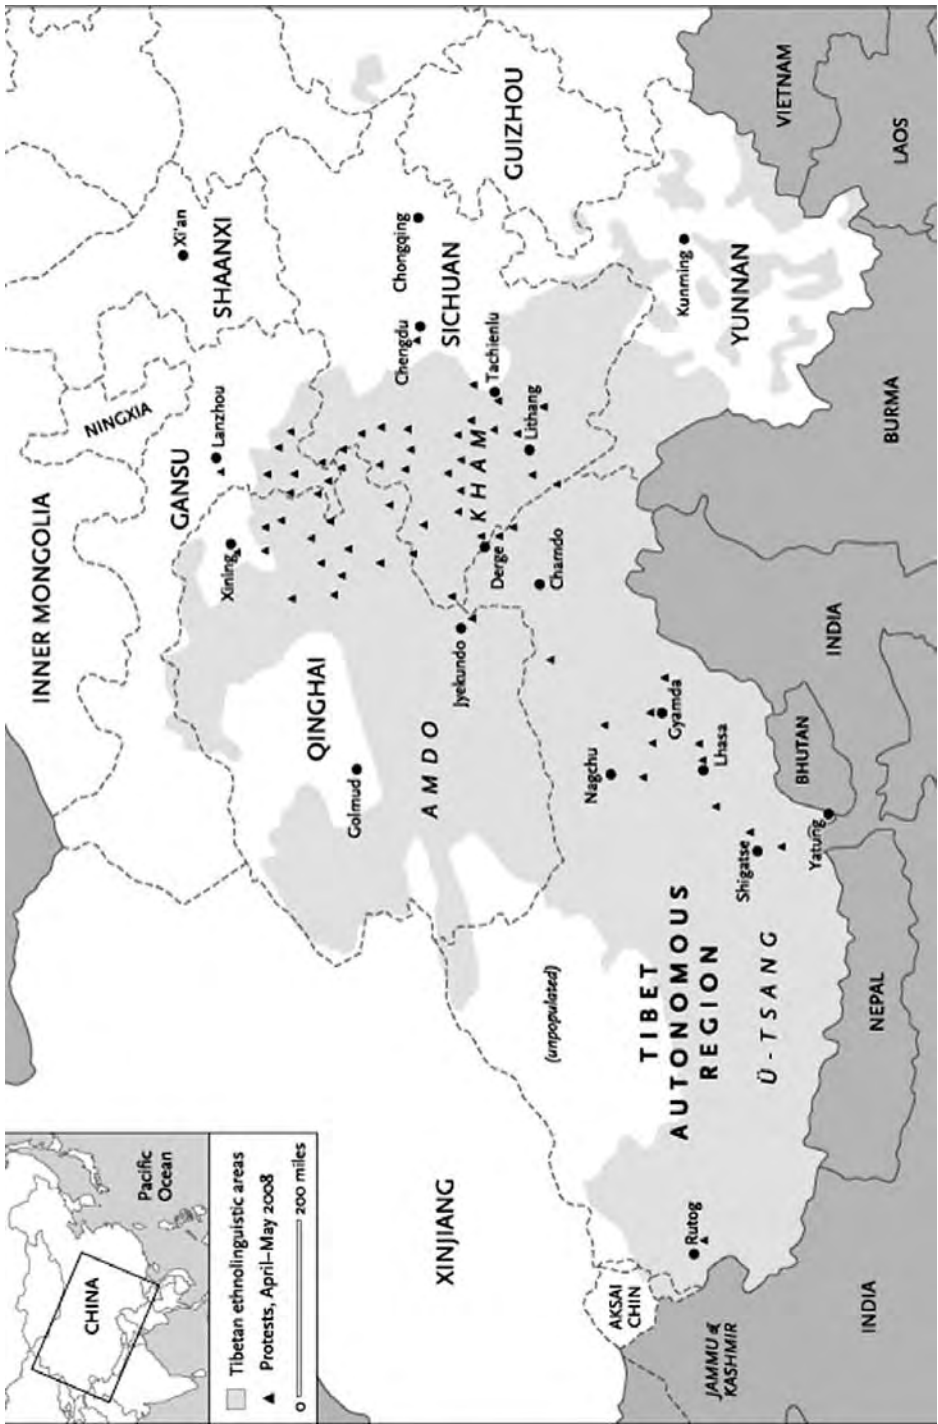 CHINA
Pacific
Ocean
Tibetan ethnolinguistic areas
Protests, April–May 2008
0
200 miles
INNER MONGOLIA
NINGXIA
GANSU
Lanzhou
SHAANXI
Xi'an
Xining
QINGHAI
Golmud
AMDO
Jyekundo
XINJIANG
(unpopulated)
KHAM
Derge
Chamdo
Lithang
Tachienlu
Chengdu
Chongqing
SICHUAN
GUIZHOU
Kunming
YUNNAN
AKSAI
CHIN
Rutog
TIBET
AUTONOMOUS
REGION
Ü-TSANG
Nagchu
Gyamda
Lhasa
Shigatse
Yatung
JAMMU &
KASHMIR
INDIA
NEPAL
BHUTAN
INDIA
BURMA
LAOS
VIETNAM